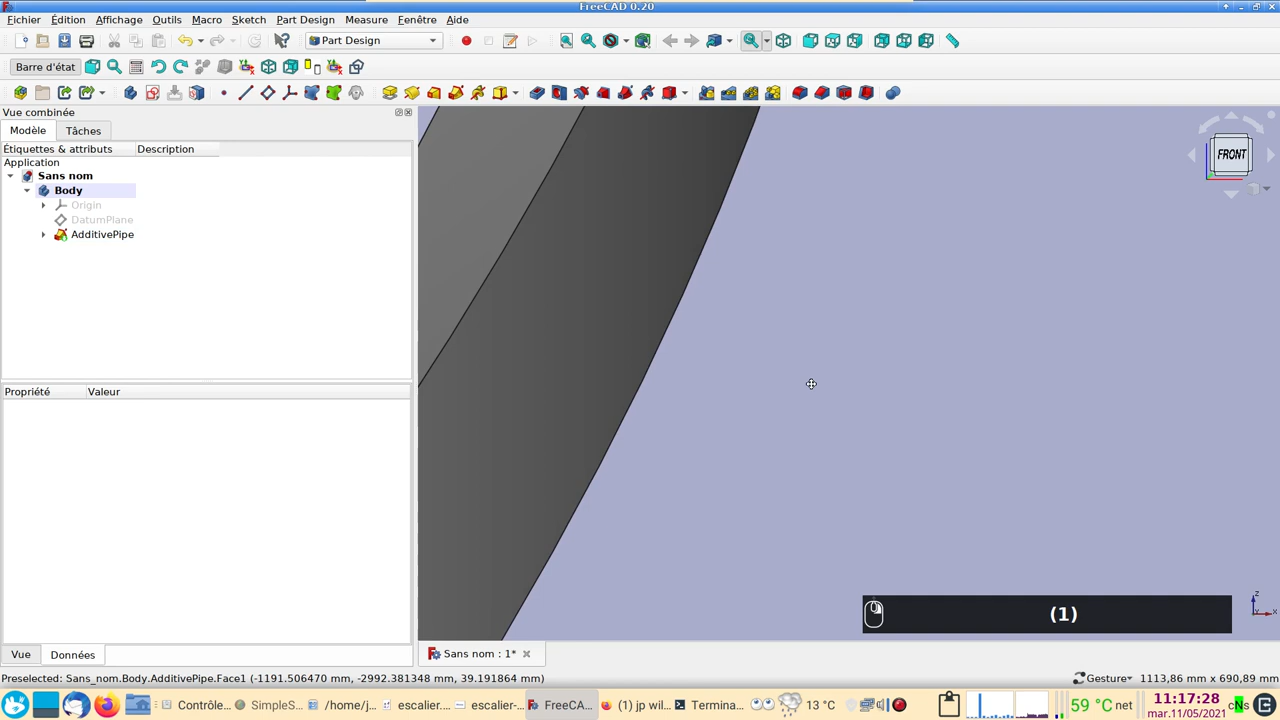 FreeCAD 0.20
Fichier Édition Affichage Outils Macro Sketch Part Design Measure Fenêtre Aide
Part Design
Barre d'état
Vue combinée
Modèle Tâches
Étiquettes & attributs Description
Application
Sans nom
Body
Origin
DatumPlane
AdditivePipe
FRONT
Propriété Valeur
(1)
z
x
Vue Données
Sans nom : 1*
Preselected: Sans_nom.Body.AdditivePipe.Face1 (-1191.506470 mm, -2992.381348 mm, 39.191864 mm)
Gesture 1113,86 mm x 690,89 mm
Contrôle... SimpleS... /home/j... escalier... escalier-... FreeCA... (1) jp wil... Termina... 13 °C 59 °C net 11:17:28
mar.11/05/2021